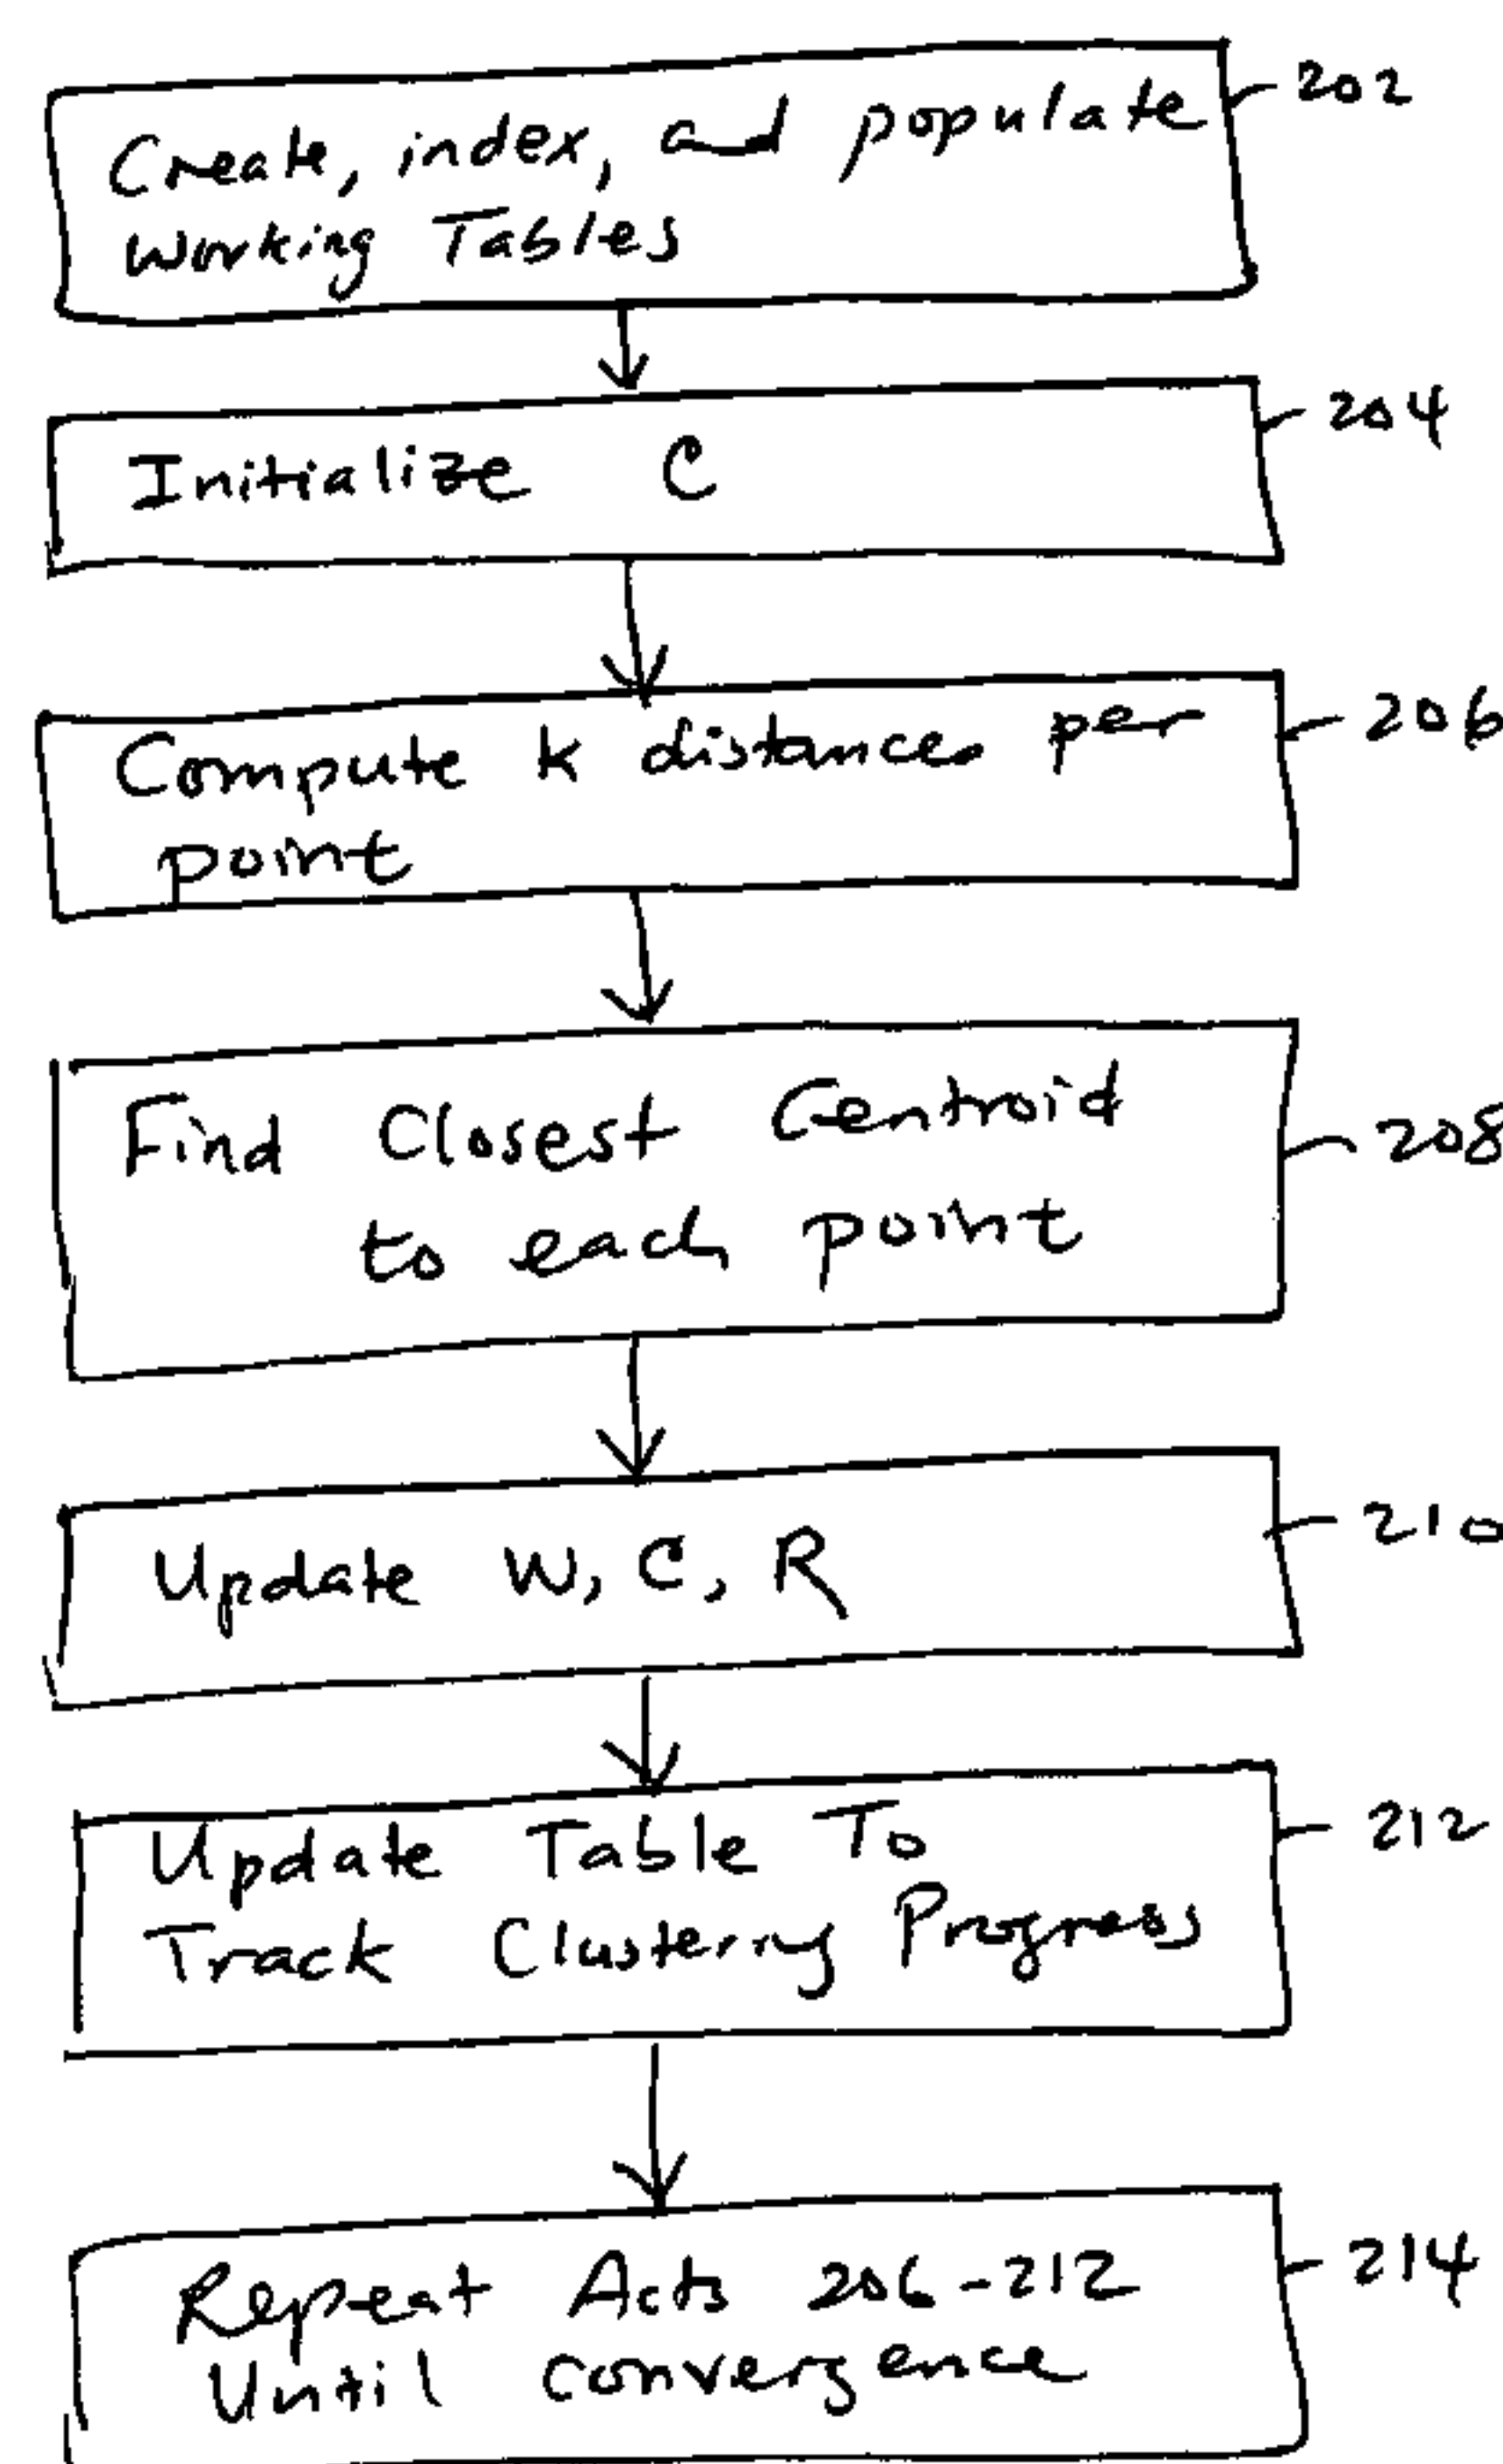 Create, index, and populate 202
Working Tables
Initialize C 204
Compute k distances per 206
point
Find Closest Centroid
to each point 208
Update W, C, R 210
Update Table To 212
Track Clustering Progress
Repeat Acts 206-212 214
Until convergence